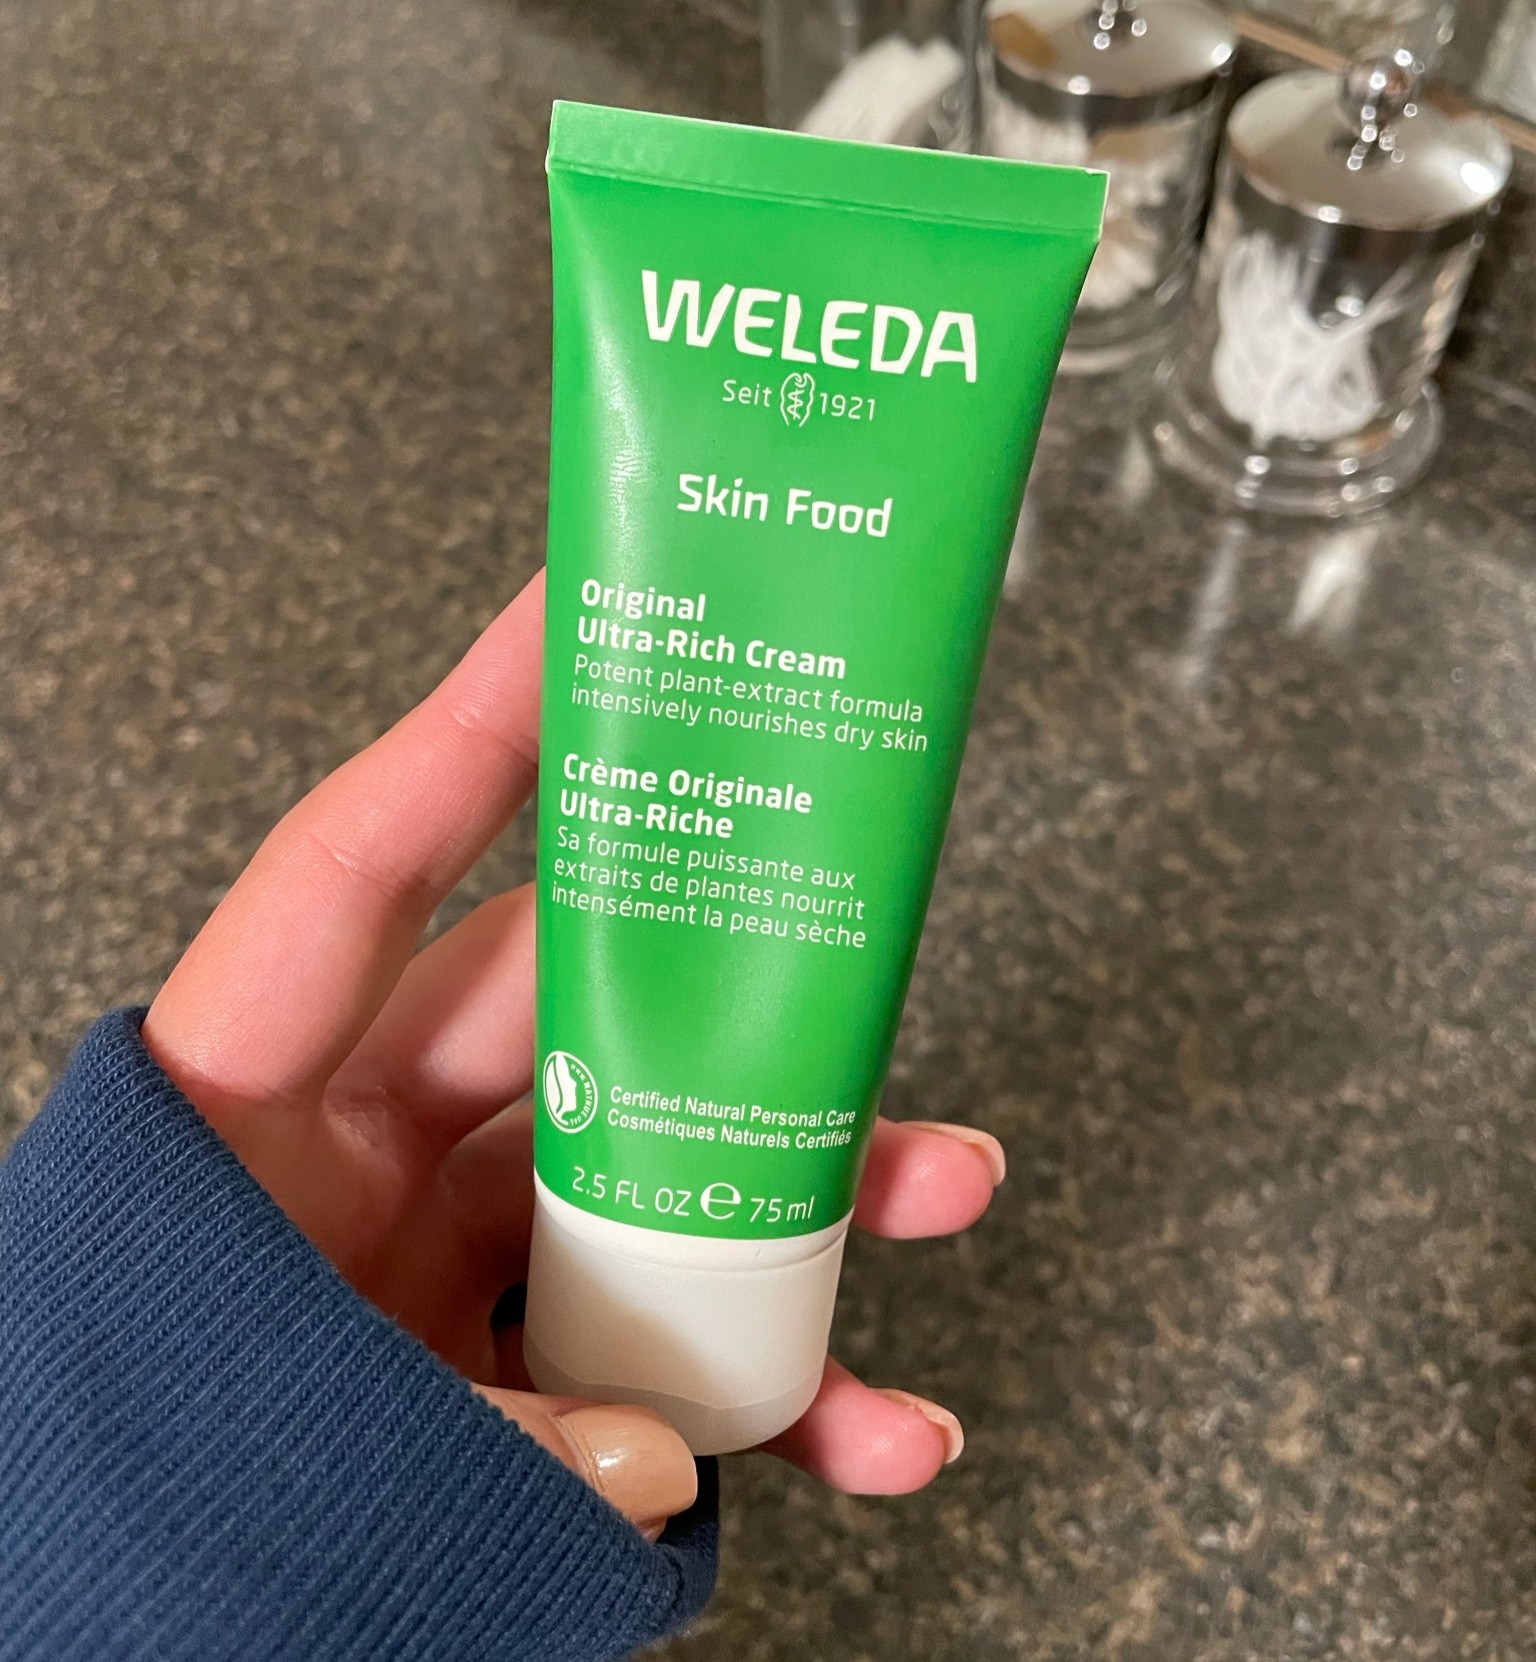 WELEDA
Seit 1921
Skin Food
Original
Ultra-Rich Cream
Potent plant-extract formula
intensively nourishes dry skin
Crème Originale
Ultra-Riche
Sa formule puissante aux
extraits de plantes nourrit
intensément la peau sèche
Certified Natural Personal Care
Cosmétiques Naturels Certifiés
2.5 FL OZ ℮ 75 ml